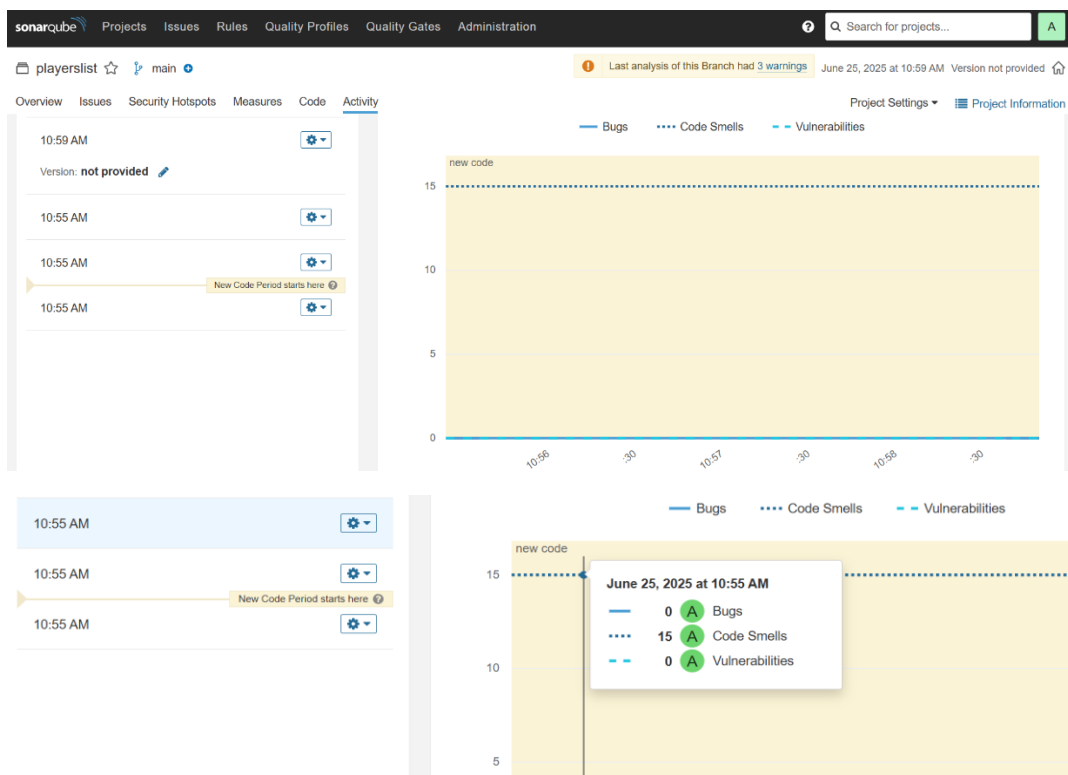 sonarqube Projects Issues Rules Quality Profiles Quality Gates Administration ? Search for projects... A
playerslist main Last analysis of this Branch had 3 warnings June 25, 2025 at 10:59 AM Version not provided
Overview Issues Security Hotspots Measures Code Activity Project Settings Project Information
10:59 AM
Version: not provided
10:55 AM
10:55 AM
New Code Period starts here ?
10:55 AM
Bugs Code Smells Vulnerabilities
new code
15
10
5
0
10:56 :30 10:57 :30 10:58 :30
10:55 AM
10:55 AM
New Code Period starts here ?
10:55 AM
Bugs Code Smells Vulnerabilities
new code
15
June 25, 2025 at 10:55 AM
0 A Bugs
15 A Code Smells
0 A Vulnerabilities
10
5